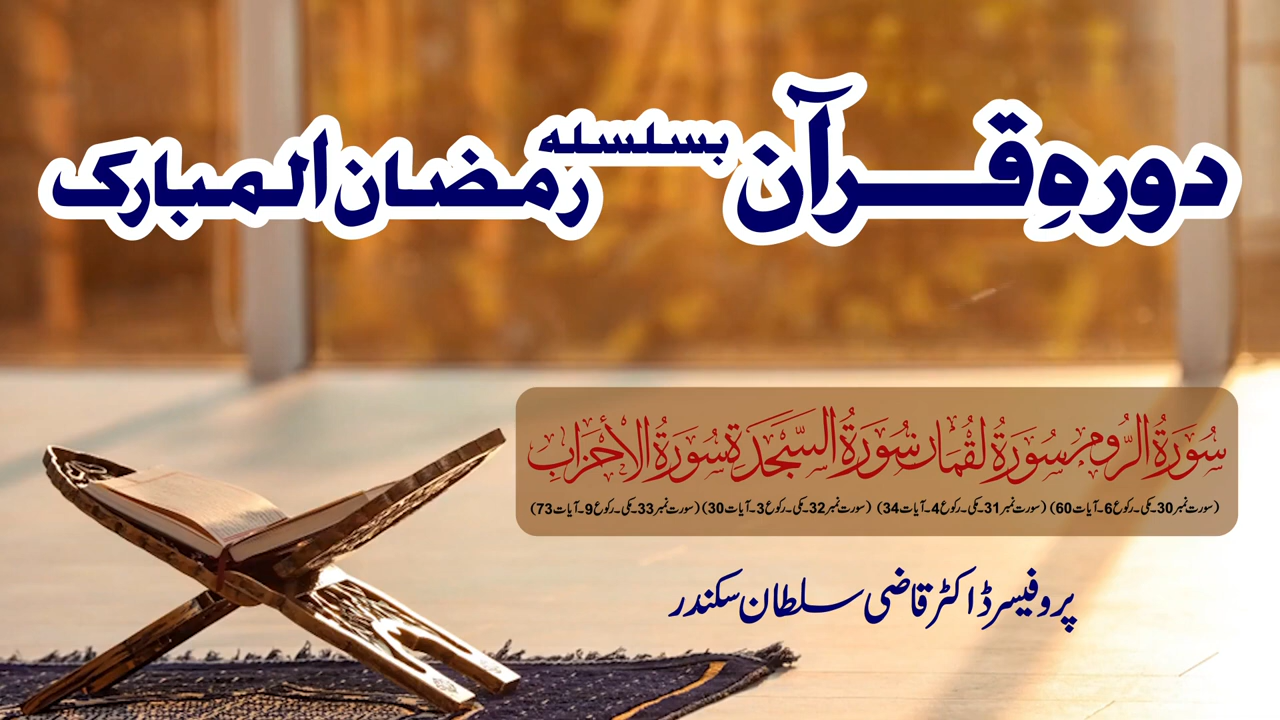 دورہِ قرآن بسلسلہ رمضان المبارک
سُورَةُ الرُّومِ سُورَةُ لُقْمَان سُورَةُ السَّجْدَةِ سُورَةُ الْأَحْزَابِ
(سورت نمبر 30۔مکی۔رکوع 6۔آیات 60) (سورت نمبر 31۔مکی۔رکوع 4۔آیات 34) (سورت نمبر 32۔مکی۔رکوع 3۔آیات 30) (سورت نمبر 33۔مکی۔رکوع 9۔آیات 73)
پروفیسر ڈاکٹر قاضی سلطان سکندر